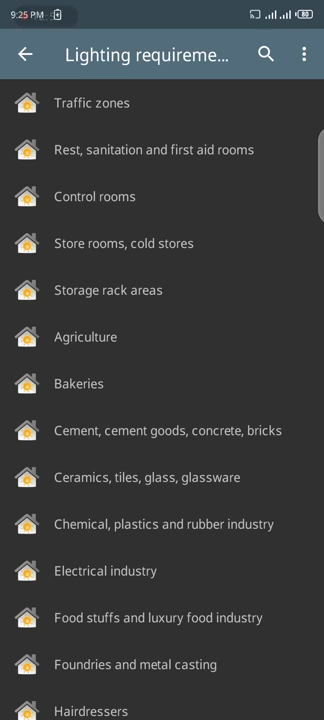 9:25 PM
Lighting requireme...
Traffic zones
Rest, sanitation and first aid rooms
Control rooms
Store rooms, cold stores
Storage rack areas
Agriculture
Bakeries
Cement, cement goods, concrete, bricks
Ceramics, tiles, glass, glassware
Chemical, plastics and rubber industry
Electrical industry
Food stuffs and luxury food industry
Foundries and metal casting
Hairdressers